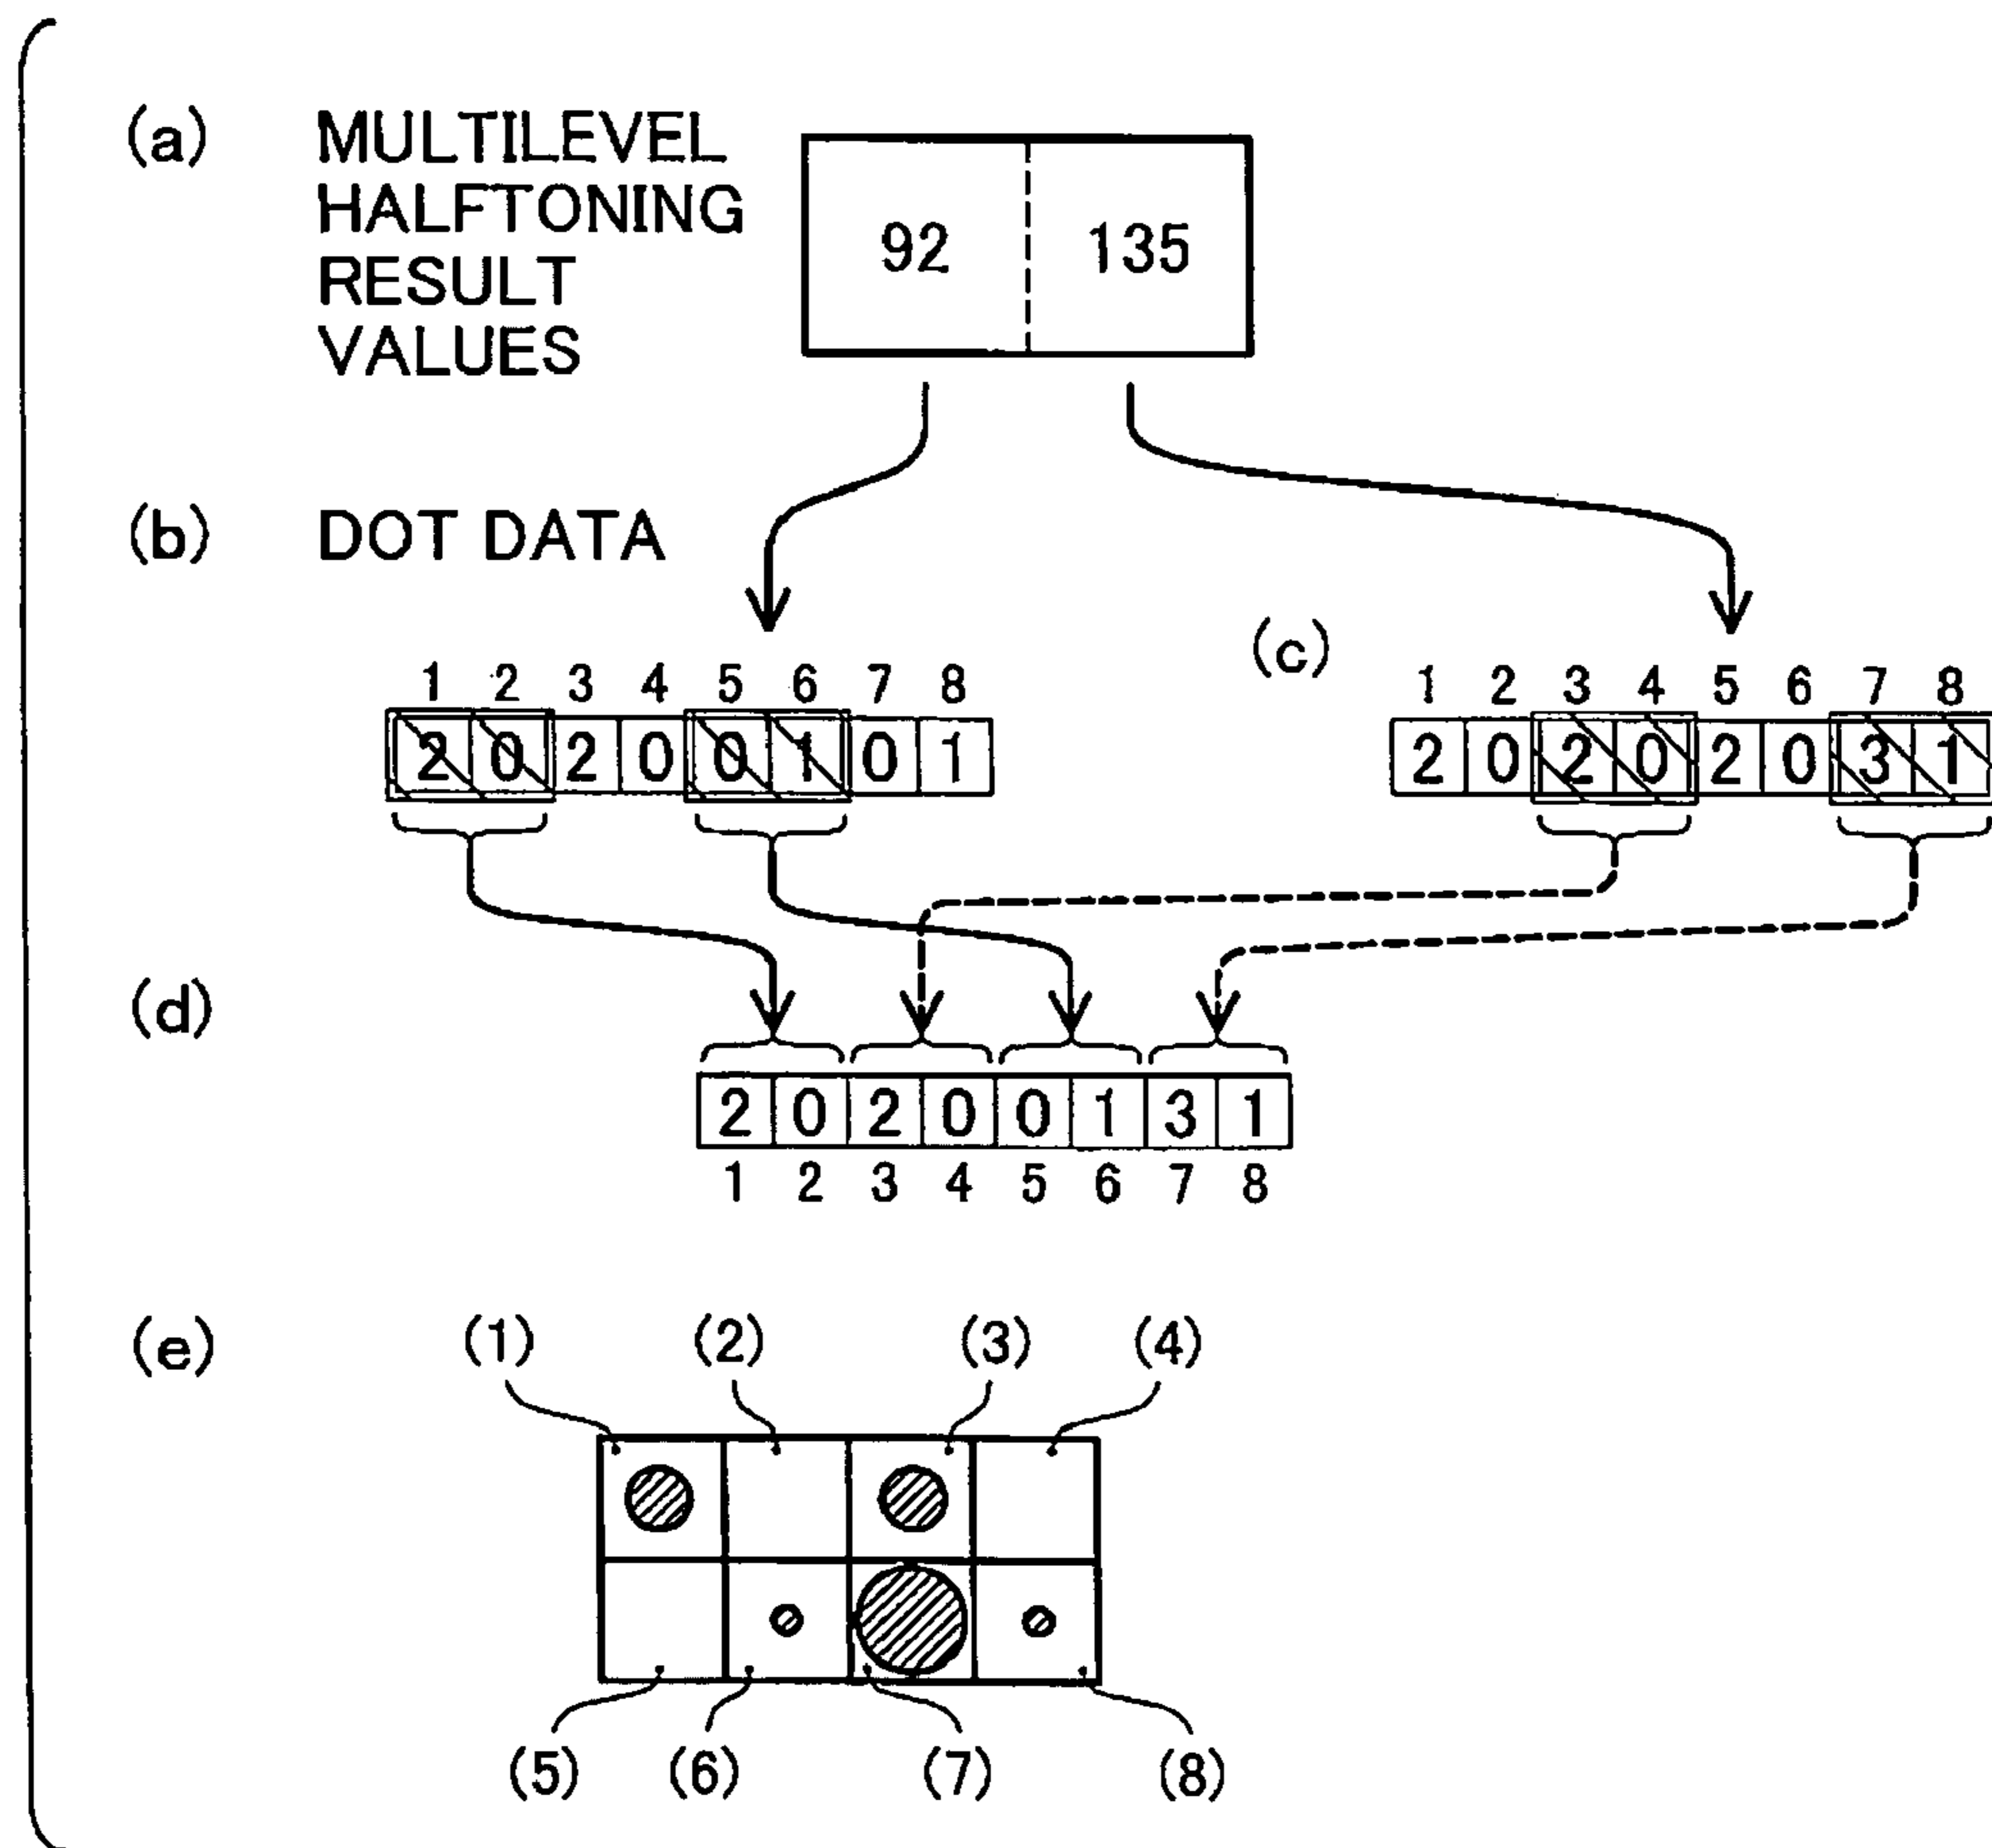 (a) MULTILEVEL
HALFTONING
RESULT
VALUES
92 135
(b) DOT DATA
(c)
1 2 3 4 5 6 7 8
2 0 2 0 0 1 0 1
1 2 3 4 5 6 7 8
2 0 2 0 2 0 3 1
(d)
2 0 2 0 0 1 3 1
1 2 3 4 5 6 7 8
(e) (1) (2) (3) (4)
(5) (6) (7) (8)